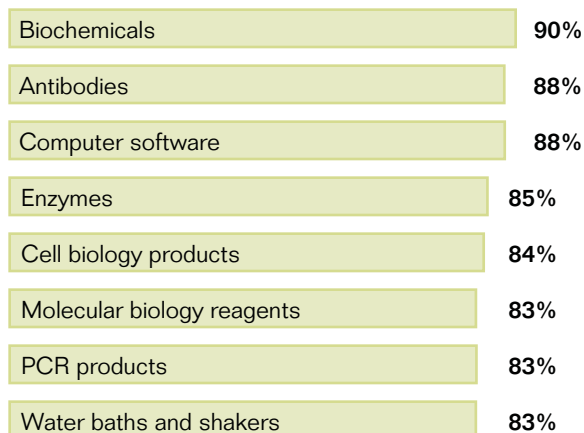 Biochemicals 90%
Antibodies 88%
Computer software 88%
Enzymes 85%
Cell biology products 84%
Molecular biology reagents 83%
PCR products 83%
Water baths and shakers 83%